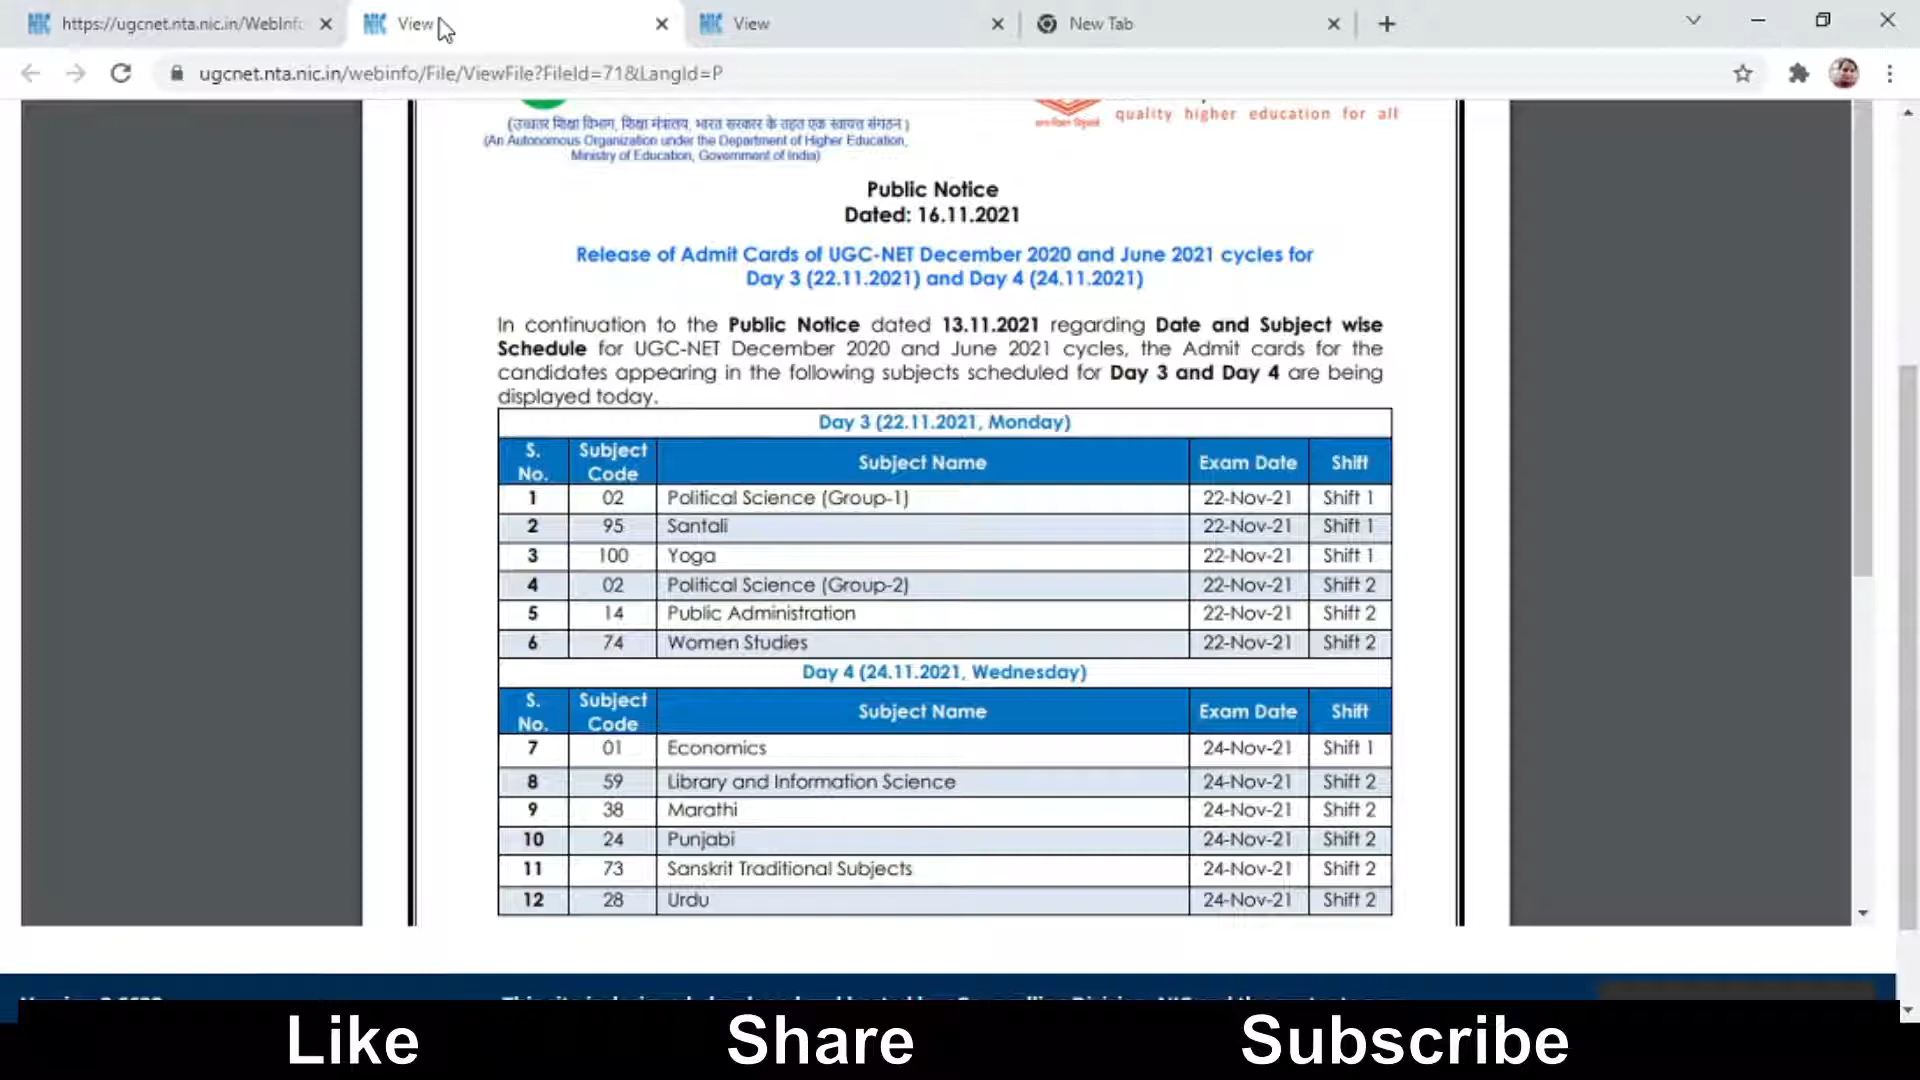 https://ugcnet.nta.nic.in/WebInfo
View
View
New Tab
ugcnet.nta.nic.in/webinfo/File/ViewFile?FileId=71&LangId=P
(उच्चतर शिक्षा विभाग, शिक्षा मंत्रालय, भारत सरकार के तहत एक स्वायत्त संगठन)
(An Autonomous Organization under the Department of Higher Education,
Ministry of Education, Government of India)
quality higher education for all
Public Notice
Dated: 16.11.2021
Release of Admit Cards of UGC-NET December 2020 and June 2021 cycles for
Day 3 (22.11.2021) and Day 4 (24.11.2021)
In continuation to the Public Notice dated 13.11.2021 regarding Date and Subject wise
Schedule for UGC-NET December 2020 and June 2021 cycles, the Admit cards for the
candidates appearing in the following subjects scheduled for Day 3 and Day 4 are being
displayed today.
Day 3 (22.11.2021, Monday)
S. No. Subject Code Subject Name Exam Date Shift
1 02 Political Science (Group-1) 22-Nov-21 Shift 1
2 95 Santali 22-Nov-21 Shift 1
3 100 Yoga 22-Nov-21 Shift 1
4 02 Political Science (Group-2) 22-Nov-21 Shift 2
5 14 Public Administration 22-Nov-21 Shift 2
6 74 Women Studies 22-Nov-21 Shift 2
Day 4 (24.11.2021, Wednesday)
S. No. Subject Code Subject Name Exam Date Shift
7 01 Economics 24-Nov-21 Shift 1
8 59 Library and Information Science 24-Nov-21 Shift 2
9 38 Marathi 24-Nov-21 Shift 2
10 24 Punjabi 24-Nov-21 Shift 2
11 73 Sanskrit Traditional Subjects 24-Nov-21 Shift 2
12 28 Urdu 24-Nov-21 Shift 2
Like Share Subscribe